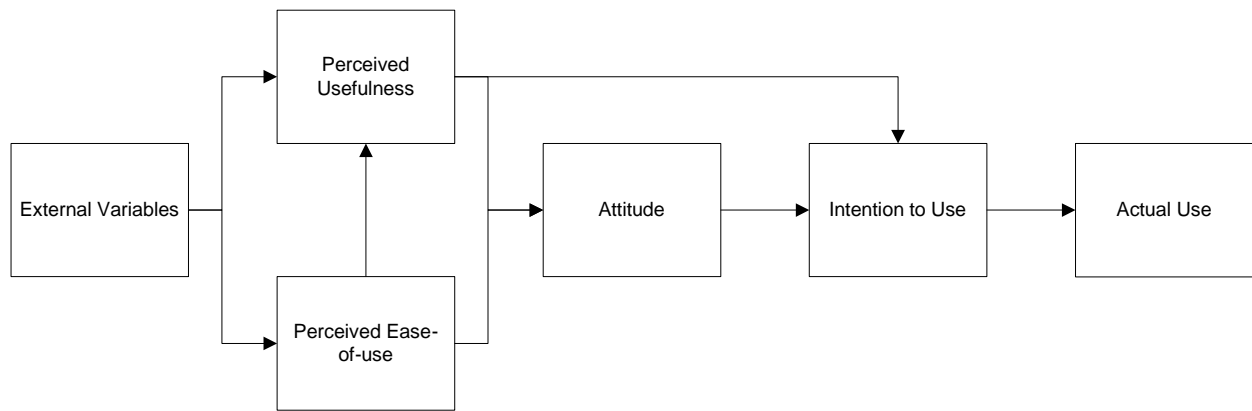 Perceived
Usefulness
External Variables
Attitude
Intention to Use
Actual Use
Perceived Ease-
of-use